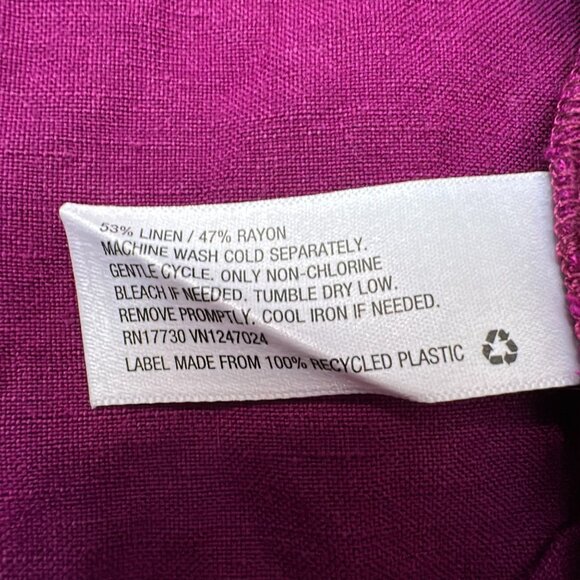 53% LINEN / 47% RAYON
MACHINE WASH COLD SEPARATELY.
GENTLE CYCLE. ONLY NON-CHLORINE
BLEACH IF NEEDED. TUMBLE DRY LOW.
REMOVE PROMPTLY. COOL IRON IF NEEDED.
RN17730 VN1247024
LABEL MADE FROM 100% RECYCLED PLASTIC